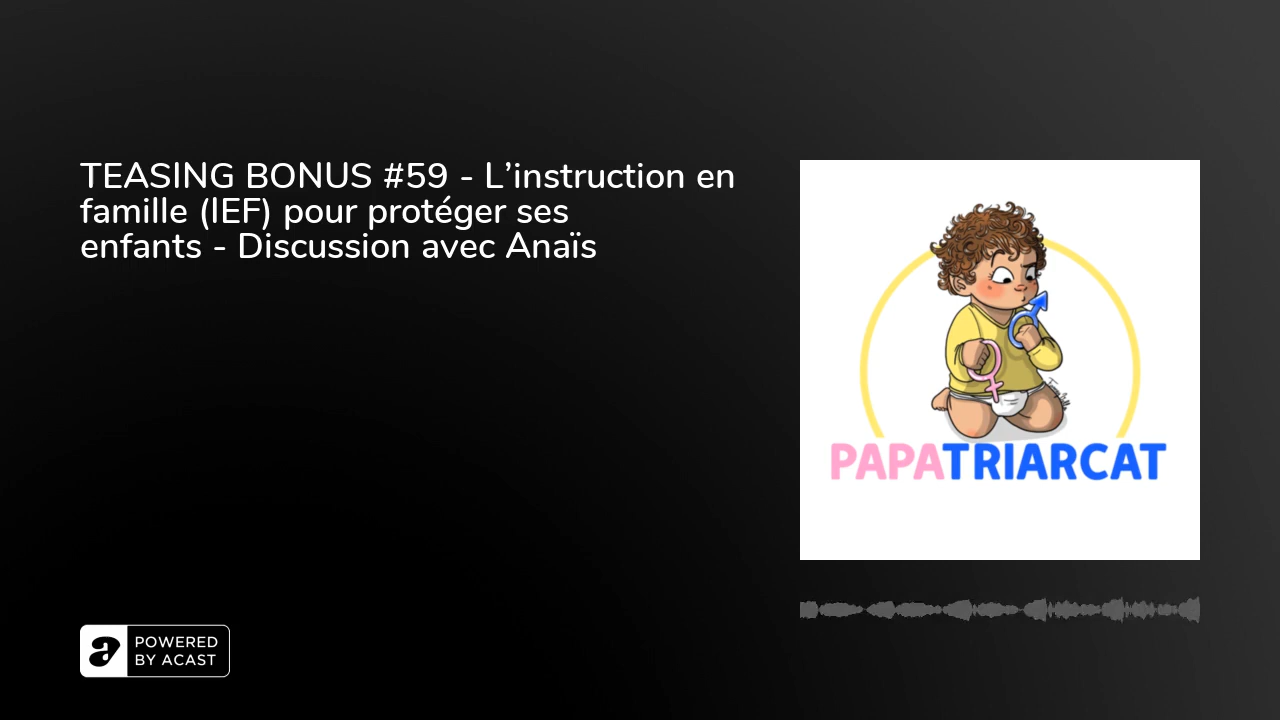 TEASING BONUS #59 - L’instruction en
famille (IEF) pour protéger ses
enfants - Discussion avec Anaïs
PAPATRIARCAT
POWERED
BY ACAST